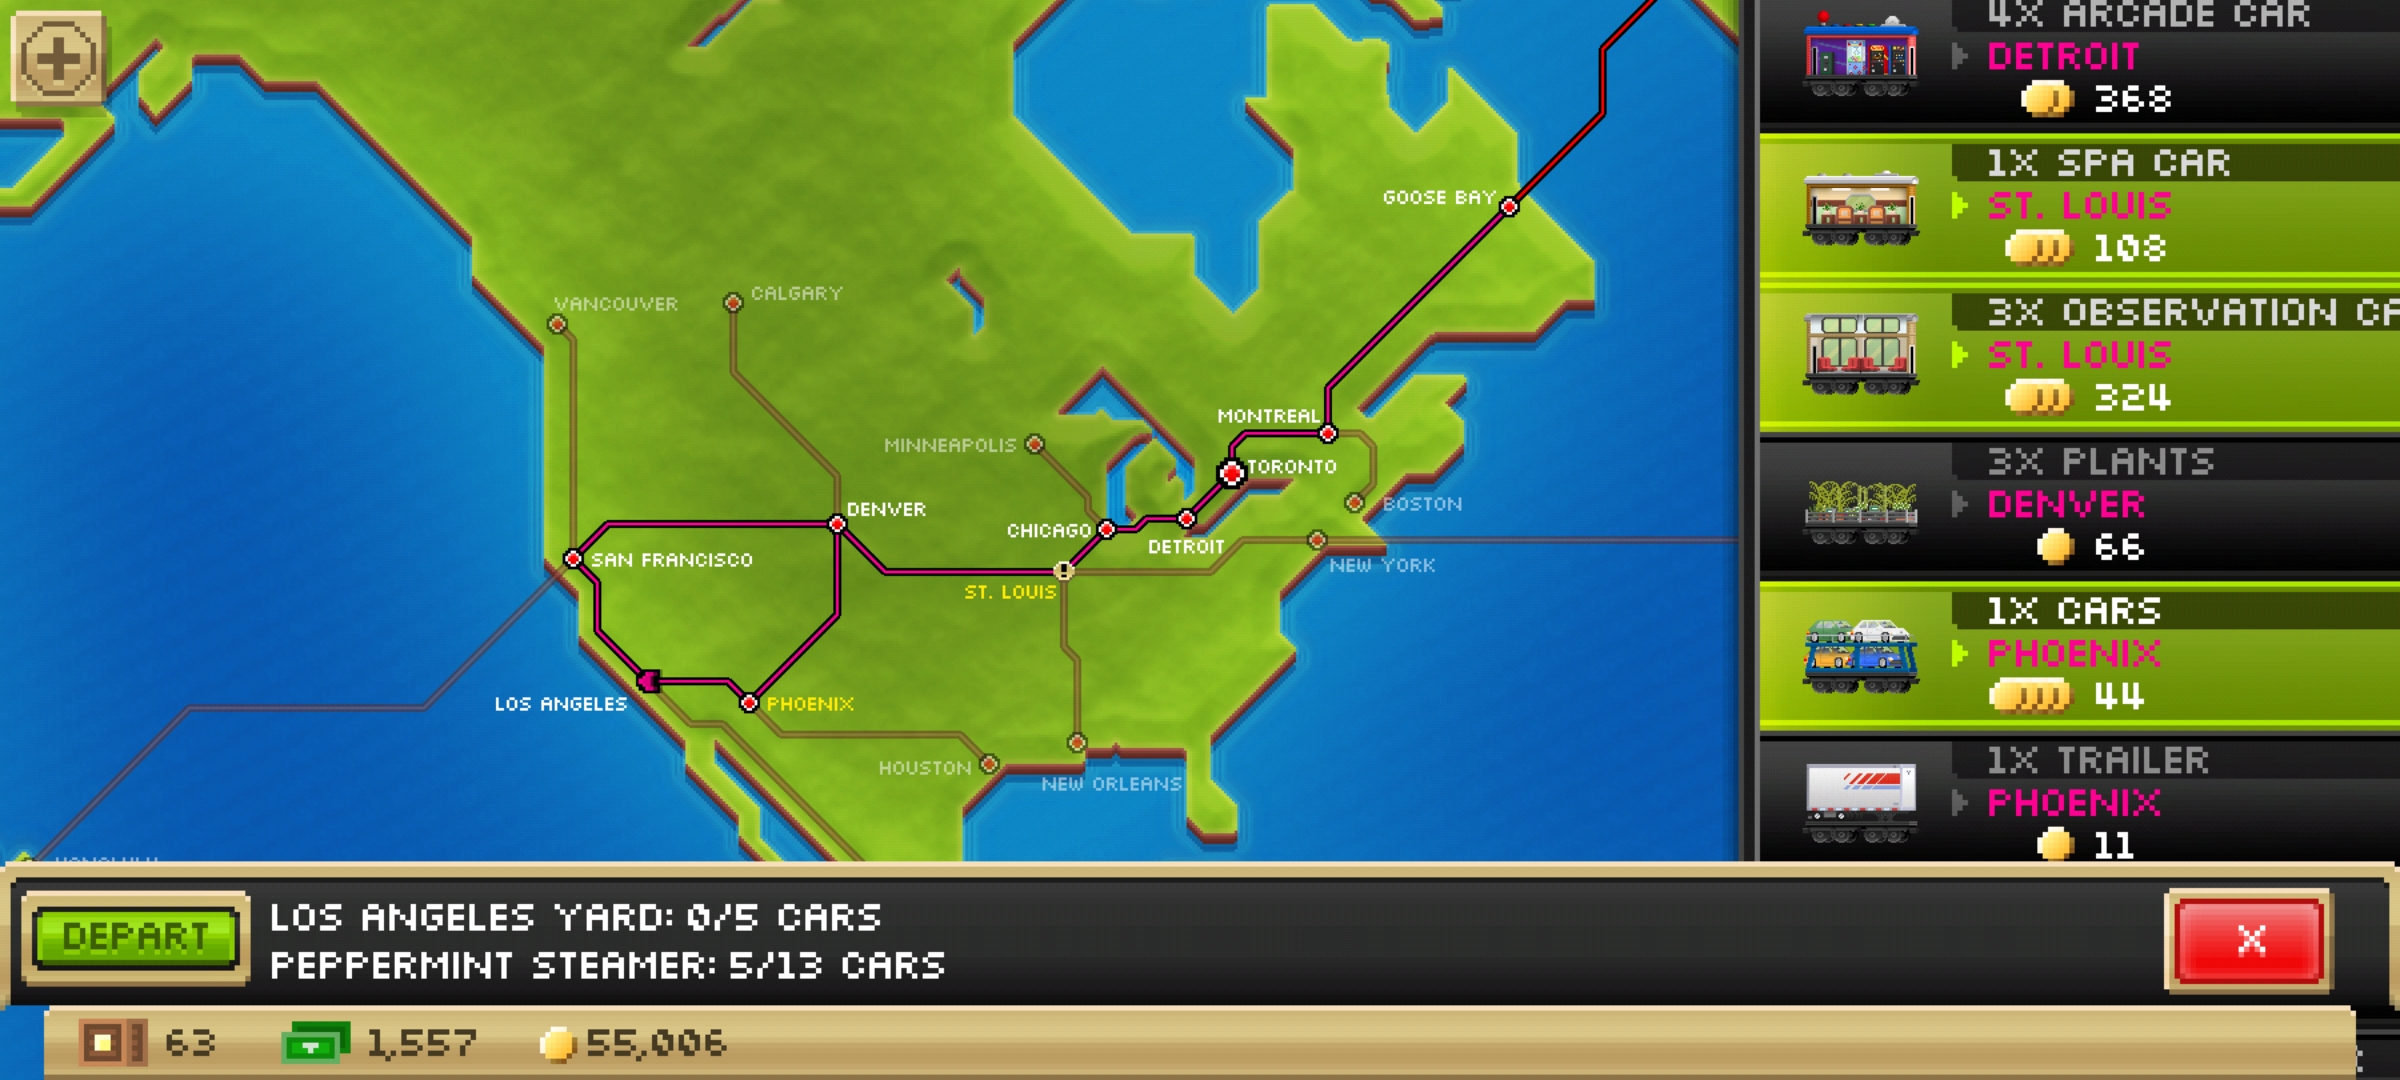 4X ARCADE CAR
DETROIT
368
1X SPA CAR
ST. LOUIS
108
3X OBSERVATION CA
ST. LOUIS
324
3X PLANTS
DENVER
66
1X CARS
PHOENIX
44
1X TRAILER
PHOENIX
11
GOOSE BAY
VANCOUVER
CALGARY
MONTREAL
MINNEAPOLIS
TORONTO
BOSTON
DENVER
CHICAGO
DETROIT
SAN FRANCISCO
NEW YORK
ST. LOUIS
LOS ANGELES
PHOENIX
HOUSTON
NEW ORLEANS
HONOLULU
DEPART
LOS ANGELES YARD: 0/5 CARS
PEPPERMINT STEAMER: 5/13 CARS
X
63
1,557
55,006